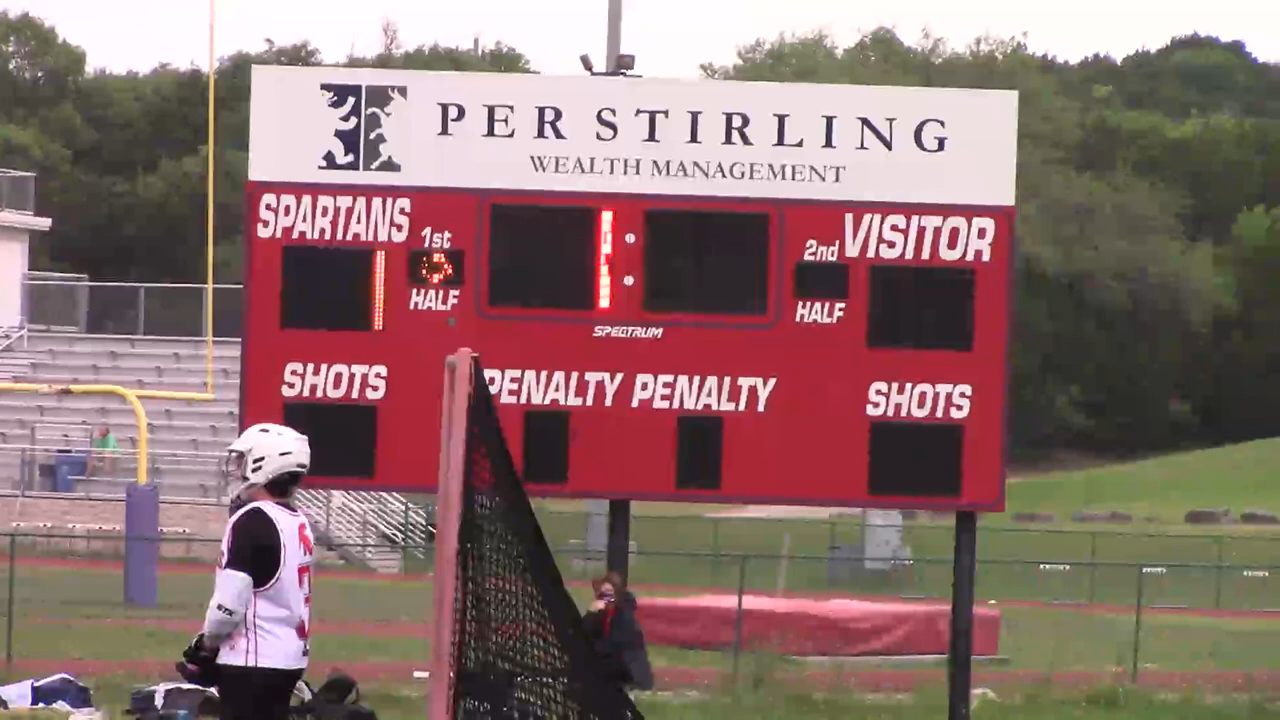 PER STIRLING
WEALTH MANAGEMENT
SPARTANS
1st
HALF
2nd
VISITOR
HALF
SPECTRUM
SHOTS
PENALTY PENALTY
SHOTS